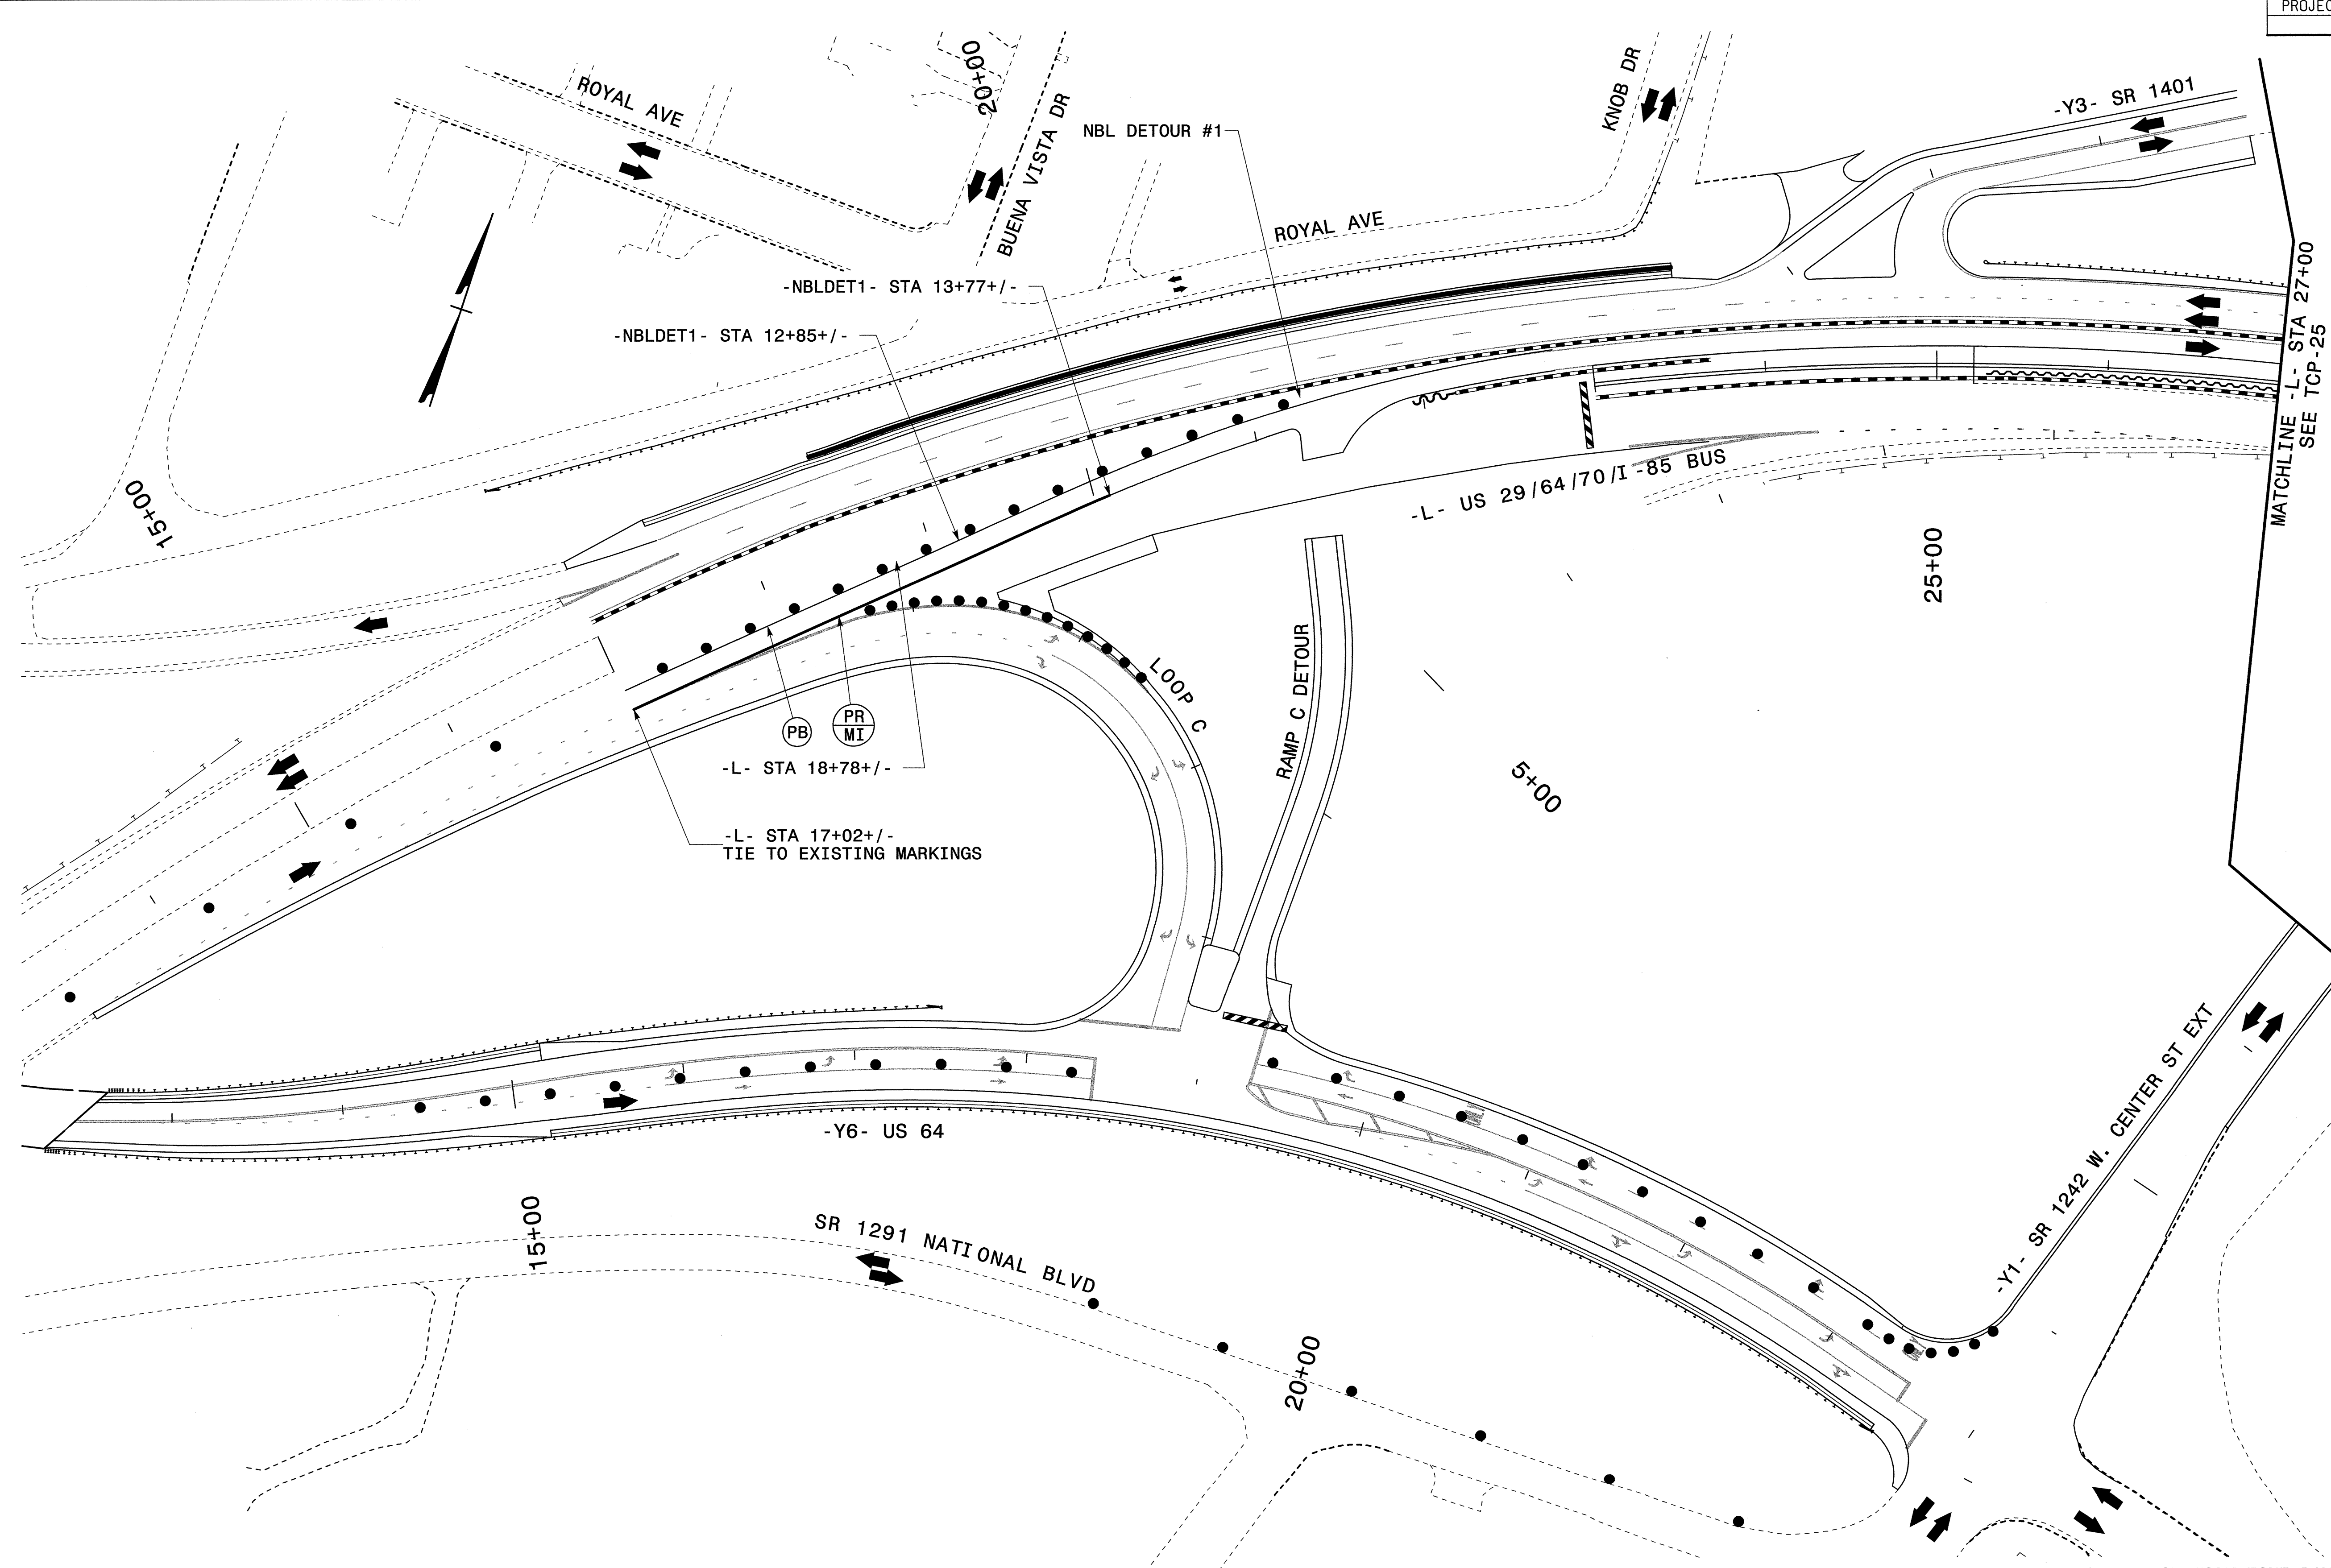 PROJEC
ROYAL AVE
20+00
BUENA VISTA DR
NBL DETOUR #1
KNOB DR
-Y3- SR 1401
ROYAL AVE
-NBLDET1- STA 13+77+/-
-NBLDET1- STA 12+85+/-
MATCHLINE -L- STA 27+00
SEE TCP-25
15+00
-L- US 29/64/70/I-85 BUS
25+00
LOOP C
RAMP C DETOUR
PB
PR
MI
-L- STA 18+78+/-
5+00
-L- STA 17+02+/-
TIE TO EXISTING MARKINGS
-Y6- US 64
-Y1- SR 1242 W. CENTER ST EXT
15+00
SR 1291 NATIONAL BLVD
20+00